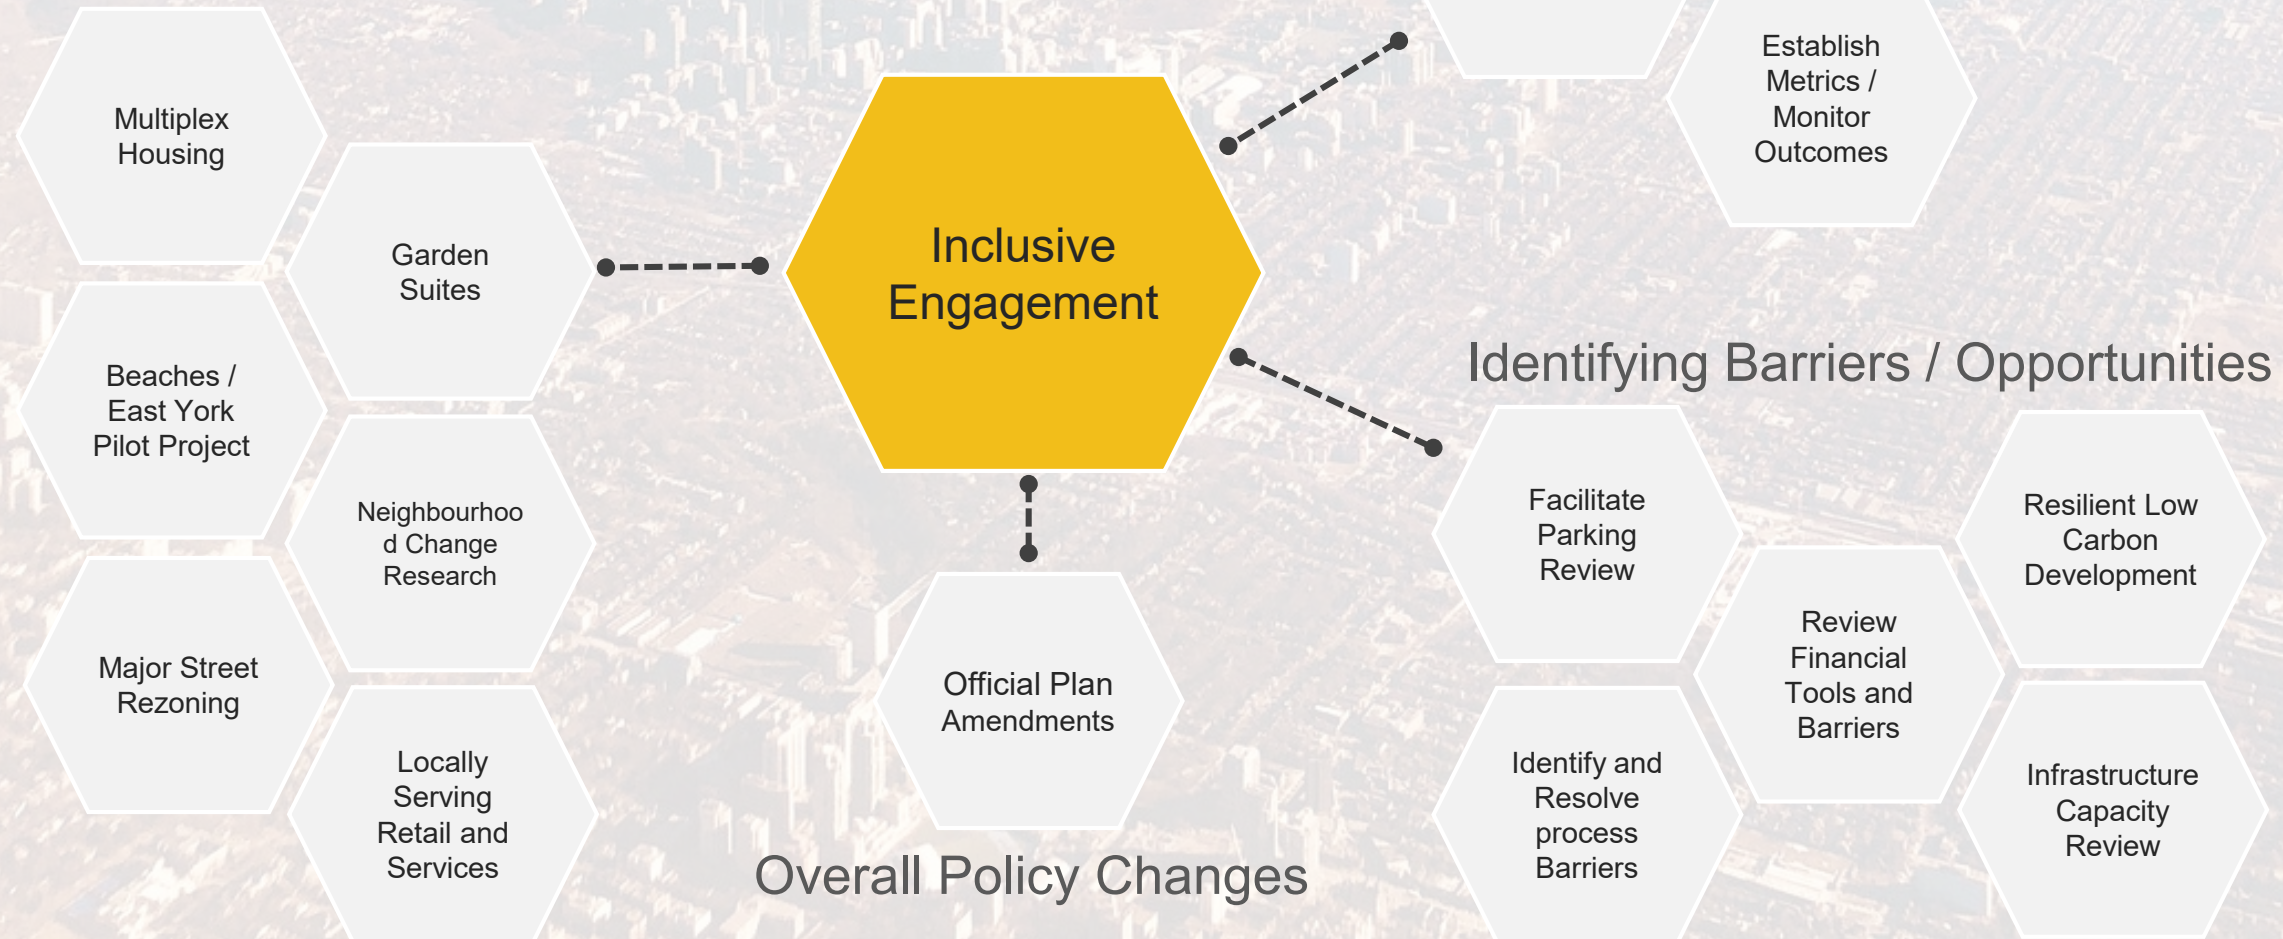 Multiplex
Housing
Garden
Suites
Beaches /
East York
Pilot Project
Neighbourhoo
d Change
Research
Major Street
Rezoning
Locally
Serving
Retail and
Services
Inclusive
Engagement
Official Plan
Amendments
Overall Policy Changes
Establish
Metrics /
Monitor
Outcomes
Identifying Barriers / Opportunities
Facilitate
Parking
Review
Resilient Low
Carbon
Development
Review
Financial
Tools and
Barriers
Identify and
Resolve
process
Barriers
Infrastructure
Capacity
Review